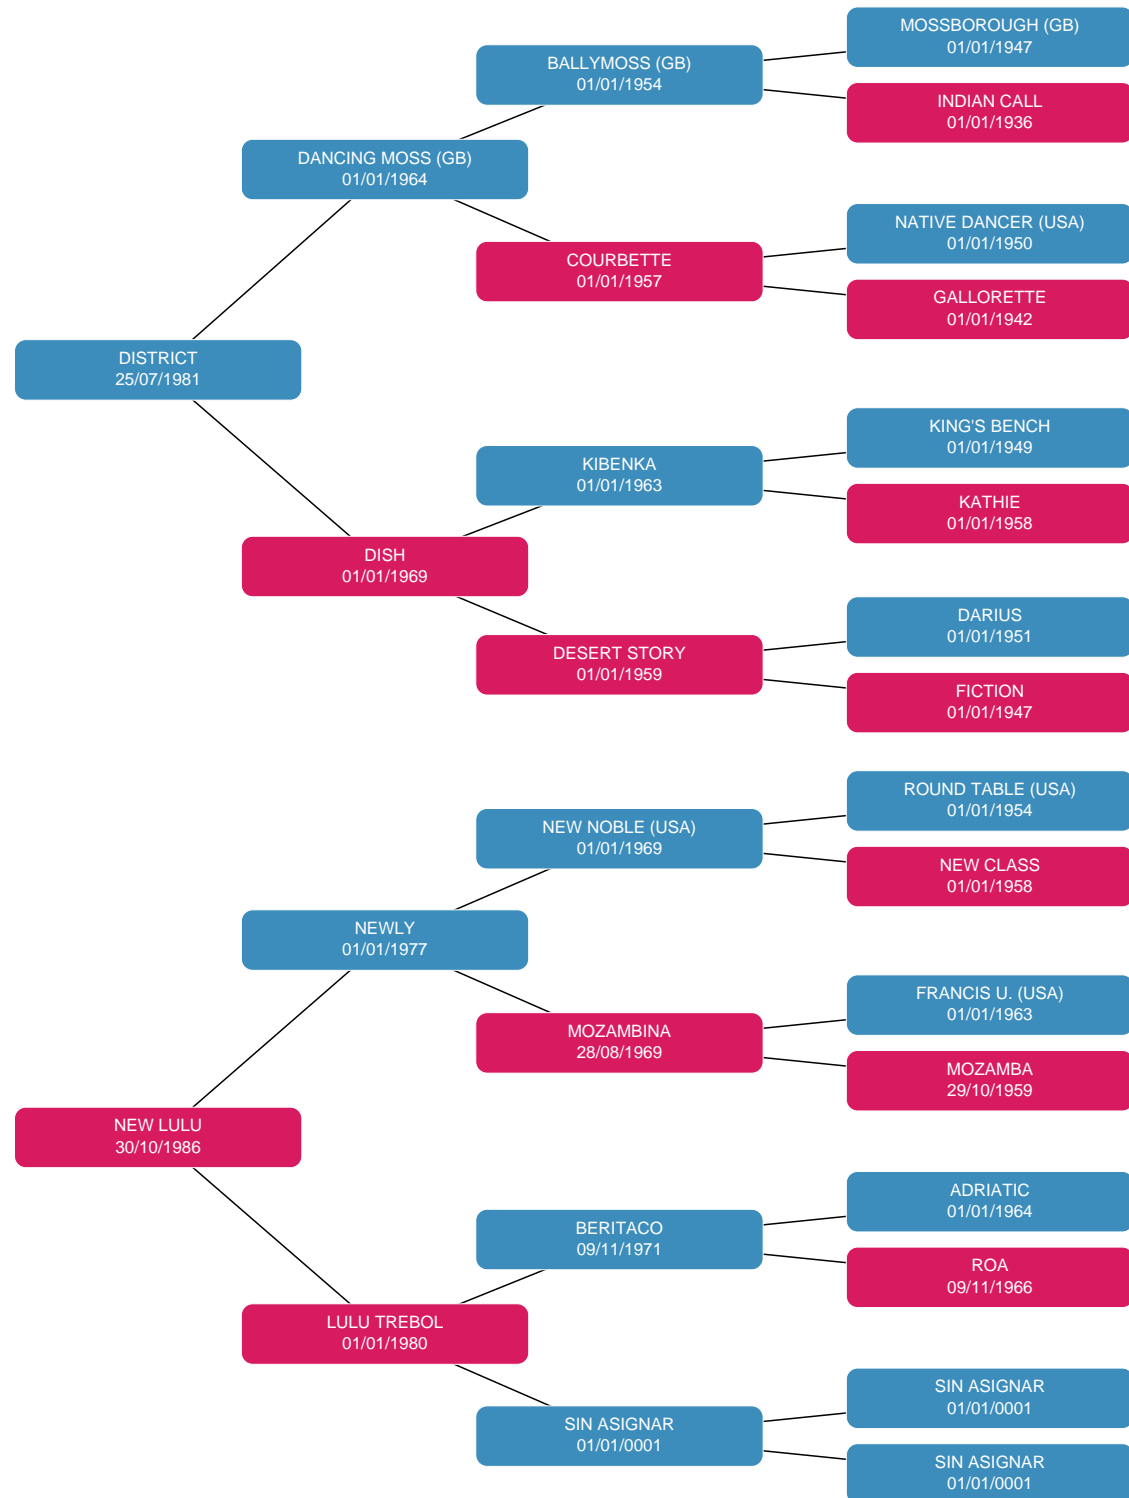 MOSSBOROUGH (GB)
01/01/1947
BALLYMOSS (GB)
01/01/1954
INDIAN CALL
01/01/1936
DANCING MOSS (GB)
01/01/1964
NATIVE DANCER (USA)
01/01/1950
COURBETTE
01/01/1957
GALLORETTE
01/01/1942
DISTRICT
25/07/1981
KING'S BENCH
01/01/1949
KIBENKA
01/01/1963
KATHIE
01/01/1958
DISH
01/01/1969
DARIUS
01/01/1951
DESERT STORY
01/01/1959
FICTION
01/01/1947
ROUND TABLE (USA)
01/01/1954
NEW NOBLE (USA)
01/01/1969
NEW CLASS
01/01/1958
NEWLY
01/01/1977
FRANCIS U. (USA)
01/01/1963
MOZAMBINA
28/08/1969
MOZAMBA
29/10/1959
NEW LULU
30/10/1986
ADRIATIC
01/01/1964
BERITACO
09/11/1971
ROA
09/11/1966
LULU TREBOL
01/01/1980
SIN ASIGNAR
01/01/0001
SIN ASIGNAR
01/01/0001
SIN ASIGNAR
01/01/0001